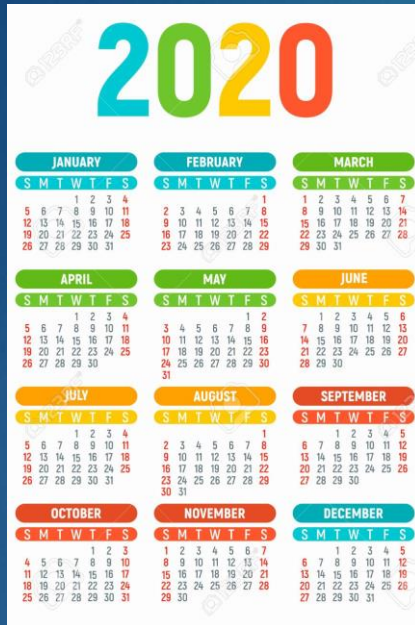 2020
JANUARY
S M T W T F S
1 2 3 4
5 6 7 8 9 10 11
12 13 14 15 16 17 18
19 20 21 22 23 24 25
26 27 28 29 30 31
FEBRUARY
S M T W T F S
1
2 3 4 5 6 7 8
9 10 11 12 13 14 15
16 17 18 19 20 21 22
23 24 25 26 27 28 29
MARCH
S M T W T F S
1 2 3 4 5 6 7
8 9 10 11 12 13 14
15 16 17 18 19 20 21
22 23 24 25 26 27 28
29 30 31
APRIL
S M T W T F S
1 2 3 4
5 6 7 8 9 10 11
12 13 14 15 16 17 18
19 20 21 22 23 24 25
26 27 28 29 30
MAY
S M T W T F S
1 2
3 4 5 6 7 8 9
10 11 12 13 14 15 16
17 18 19 20 21 22 23
24 25 26 27 28 29 30
31
JUNE
S M T W T F S
1 2 3 4 5 6
7 8 9 10 11 12 13
14 15 16 17 18 19 20
21 22 23 24 25 26 27
28 29 30
JULY
S M T W T F S
1 2 3 4
5 6 7 8 9 10 11
12 13 14 15 16 17 18
19 20 21 22 23 24 25
26 27 28 29 30 31
AUGUST
S M T W T F S
1
2 3 4 5 6 7 8
9 10 11 12 13 14 15
16 17 18 19 20 21 22
23 24 25 26 27 28 29
30 31
SEPTEMBER
S M T W T F S
1 2 3 4 5
6 7 8 9 10 11 12
13 14 15 16 17 18 19
20 21 22 23 24 25 26
27 28 29 30
OCTOBER
S M T W T F S
1 2 3
4 5 6 7 8 9 10
11 12 13 14 15 16 17
18 19 20 21 22 23 24
25 26 27 28 29 30 31
NOVEMBER
S M T W T F S
1 2 3 4 5 6 7
8 9 10 11 12 13 14
15 16 17 18 19 20 21
22 23 24 25 26 27 28
29 30
DECEMBER
S M T W T F S
1 2 3 4 5
6 7 8 9 10 11 12
13 14 15 16 17 18 19
20 21 22 23 24 25 26
27 28 29 30 31